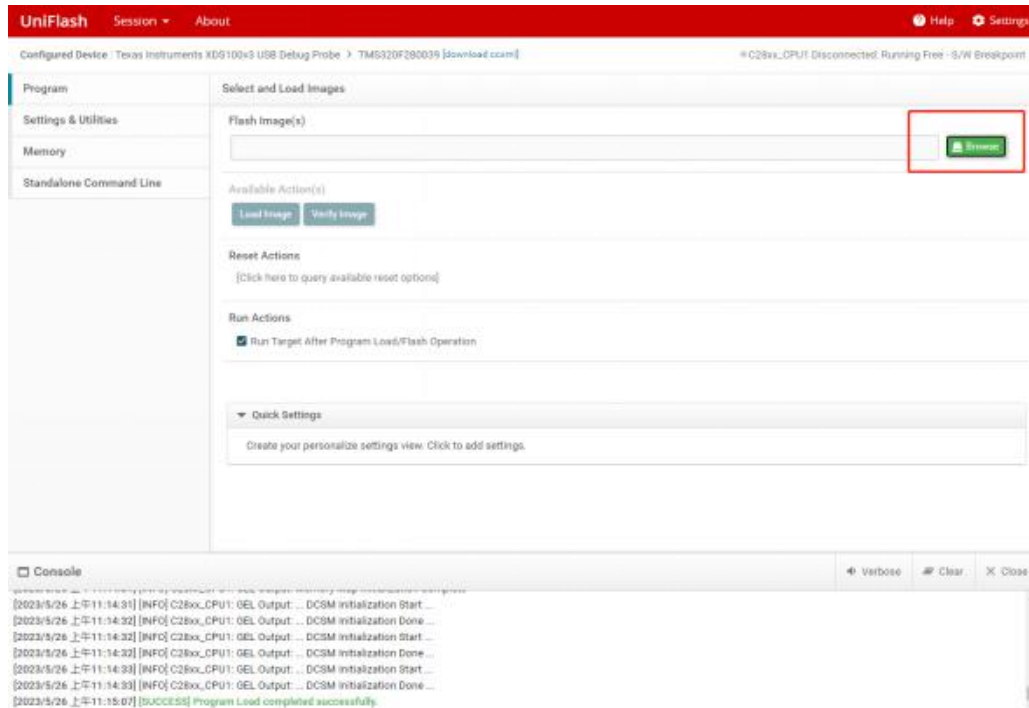 UniFlash Session About Help Settings
Configured Device : Texas Instruments XDS100v3 USB Debug Probe > TMS320F280039 [download ccxml] C28xx_CPU1 Disconnected: Running Free - S/W Breakpoint
Program
Settings & Utilities
Memory
Standalone Command Line
Select and Load Images
Flash Image(s)
Browse
Available Action(s)
Load Image Verify Image
Reset Actions
[Click here to query available reset options]
Run Actions
Run Target After Program Load/Flash Operation
Quick Settings
Create your personalize settings view. Click to add settings.
Console Verbose Clear Close
[2023/5/26 上午11:14:31] [INFO] C28xx_CPU1: GEL Output: ... DCSM Initialization Start ...
[2023/5/26 上午11:14:32] [INFO] C28xx_CPU1: GEL Output: ... DCSM Initialization Done ...
[2023/5/26 上午11:14:32] [INFO] C28xx_CPU1: GEL Output: ... DCSM Initialization Start ...
[2023/5/26 上午11:14:32] [INFO] C28xx_CPU1: GEL Output: ... DCSM Initialization Done ...
[2023/5/26 上午11:14:33] [INFO] C28xx_CPU1: GEL Output: ... DCSM Initialization Start ...
[2023/5/26 上午11:14:33] [INFO] C28xx_CPU1: GEL Output: ... DCSM Initialization Done ...
[2023/5/26 上午11:15:07] [SUCCESS] Program Load completed successfully.